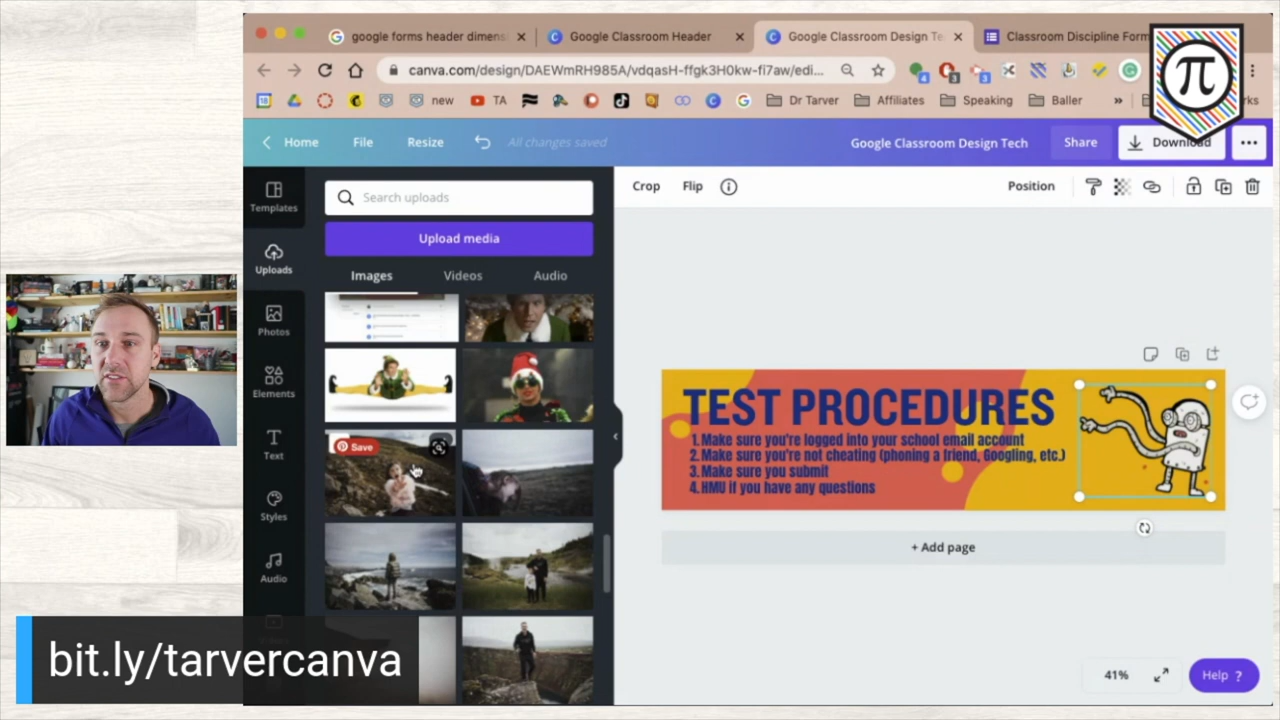 google forms header dimens
Google Classroom Header
Google Classroom Design Te
Classroom Discipline Form
canva.com/design/DAEWmRH985A/vdqasH-ffgk3H0kw-fi7aw/edi...
new
TA
Dr Tarver
Affiliates
Speaking
Baller
»
Home
File
Resize
All changes saved
Google Classroom Design Tech
Share
Download
Templates
Uploads
Photos
Elements
Text
Styles
Audio
Search uploads
Upload media
Images
Videos
Audio
Save
Crop
Flip
Position
TEST PROCEDURES
1. Make sure you're logged into your school email account
2. Make sure you're not cheating (phoning a friend, Googling, etc.)
3. Make sure you submit
4. HMU if you have any questions
+ Add page
41%
Help ?
bit.ly/tarvercanva
π